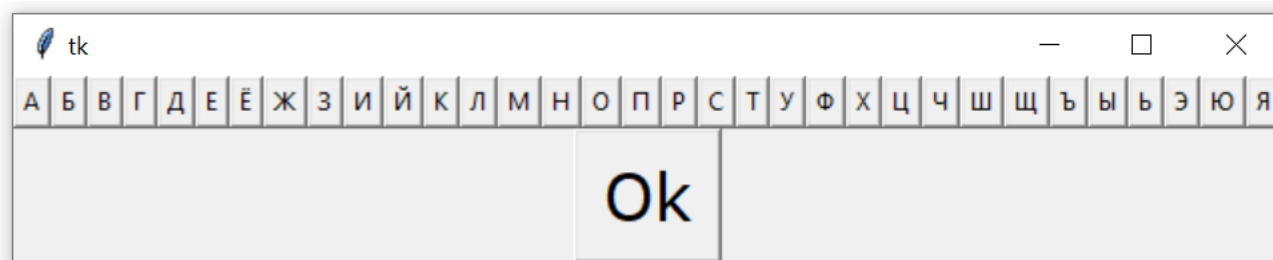 tk
А Б В Г Д Е Ё Ж З И Й К Л М Н О П Р С Т У Ф Х Ц Ч Ш Щ Ъ Ы Ь Э Ю Я
Ok